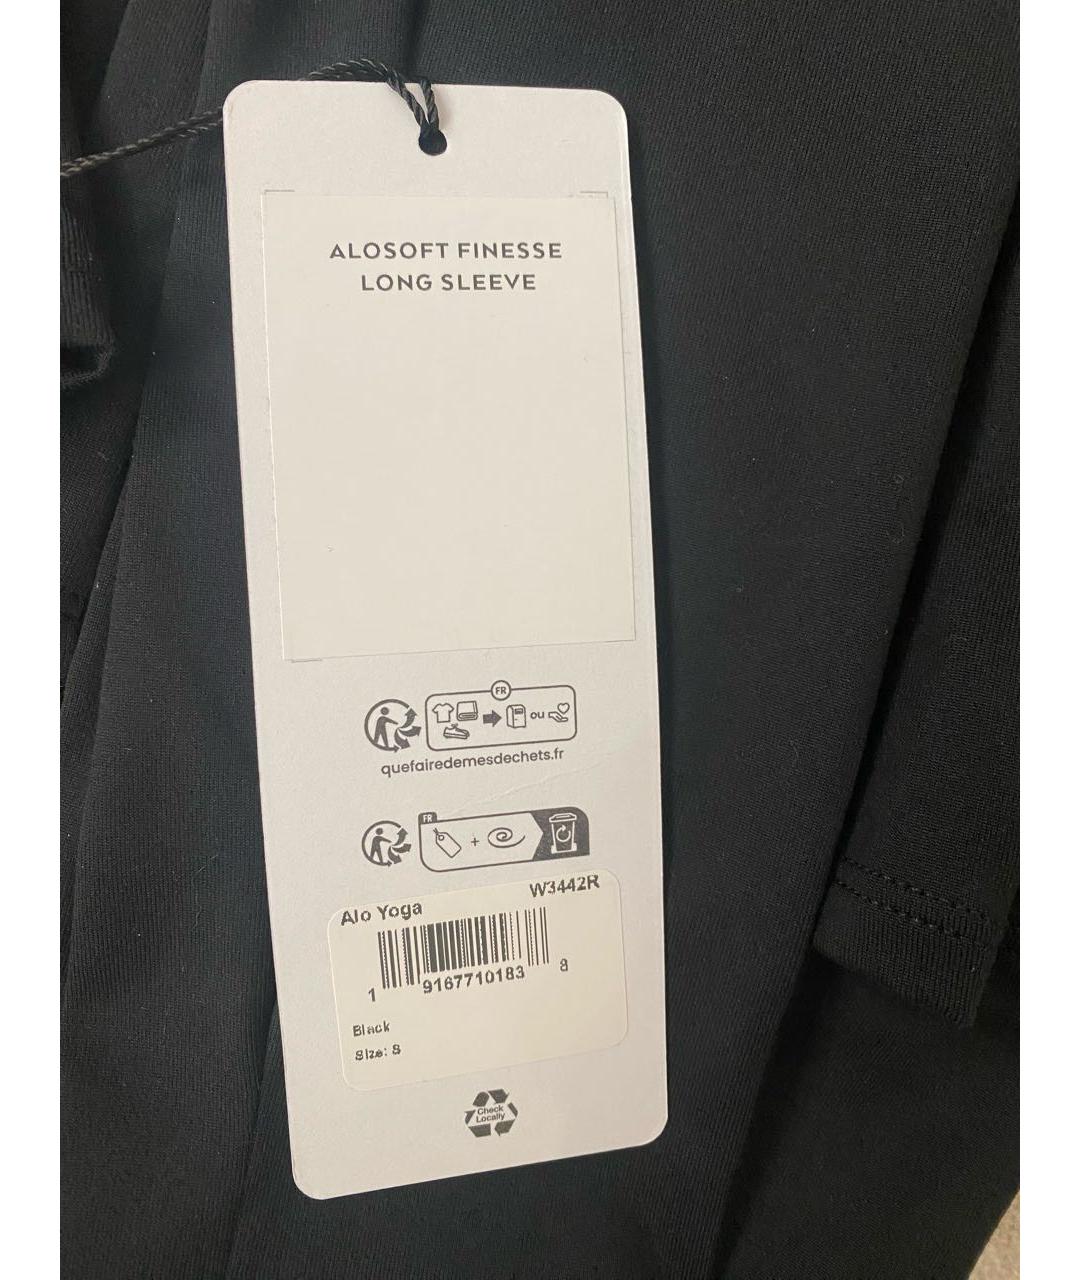 ALOSOFT FINESSE
LONG SLEEVE
FR
ou
quefairedemesdechets.fr
FR
+
Alo Yoga W3442R
1 9167710183 8
Black
Size: S
Check
Locally